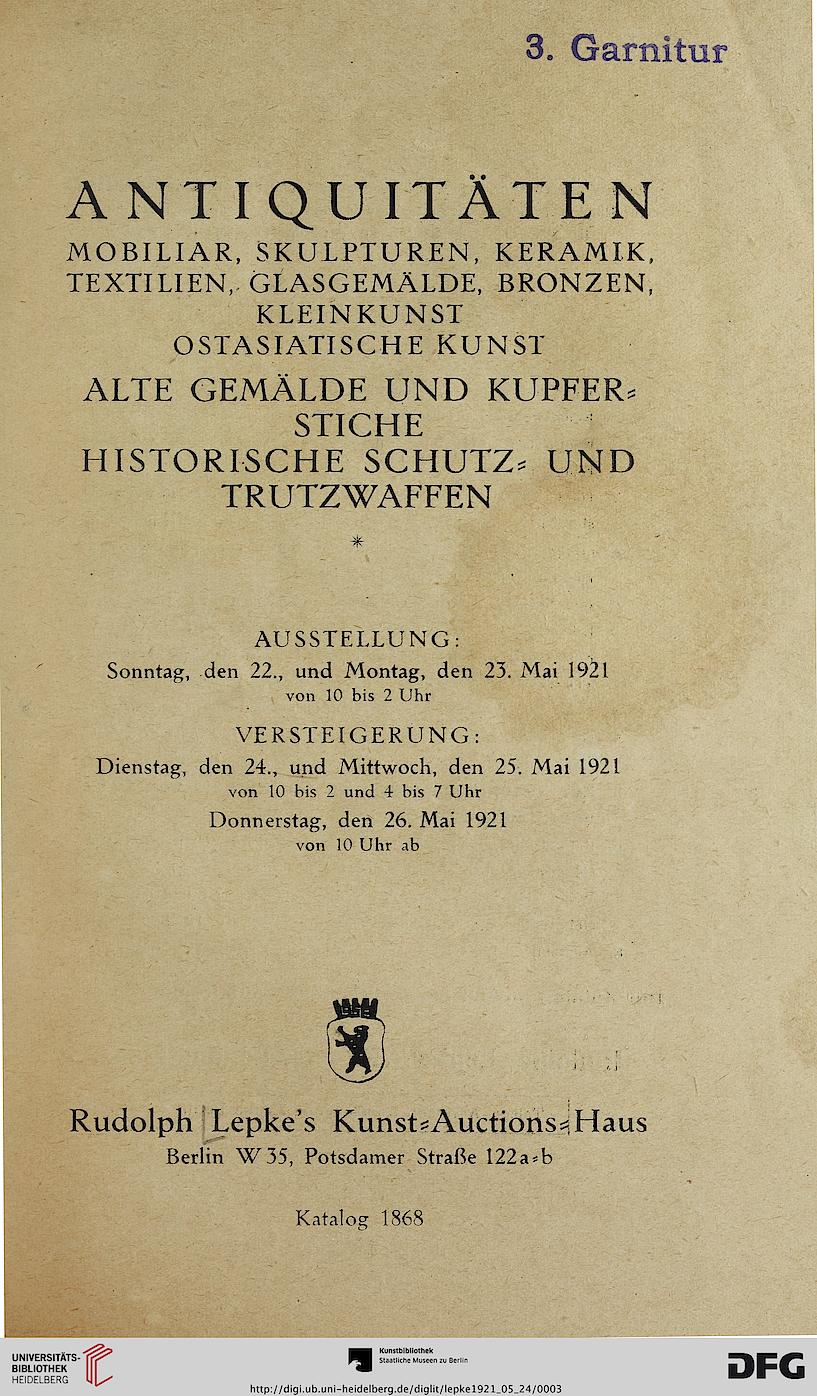 3. Garnitur
ANTIQUITÄTEN
MOBILIAR, SKULPTUREN, KERAMIK,
TEXTILIEN, GLASGEMÄLDE, BRONZEN,
KLEINKUNST
OSTASIATISCHE KUNST
ALTE GEMÄLDE UND KUPFER=
STICHE
HISTORISCHE SCHUTZ= UND
TRUTZWAFFEN
*
AUSSTELLUNG:
Sonntag, den 22., und Montag, den 23. Mai 1921
von 10 bis 2 Uhr
VERSTEIGERUNG:
Dienstag, den 24., und Mittwoch, den 25. Mai 1921
von 10 bis 2 und 4 bis 7 Uhr
Donnerstag, den 26. Mai 1921
von 10 Uhr ab
Rudolph Lepke's Kunst=Auctions=Haus
Berlin W 35, Potsdamer Straße 122a=b
Katalog 1868
UNIVERSITÄTS-
BIBLIOTHEK
HEIDELBERG
Kunstbibliothek
Staatliche Museen zu Berlin
DFG
http://digi.ub.uni-heidelberg.de/diglit/lepke1921_05_24/0003